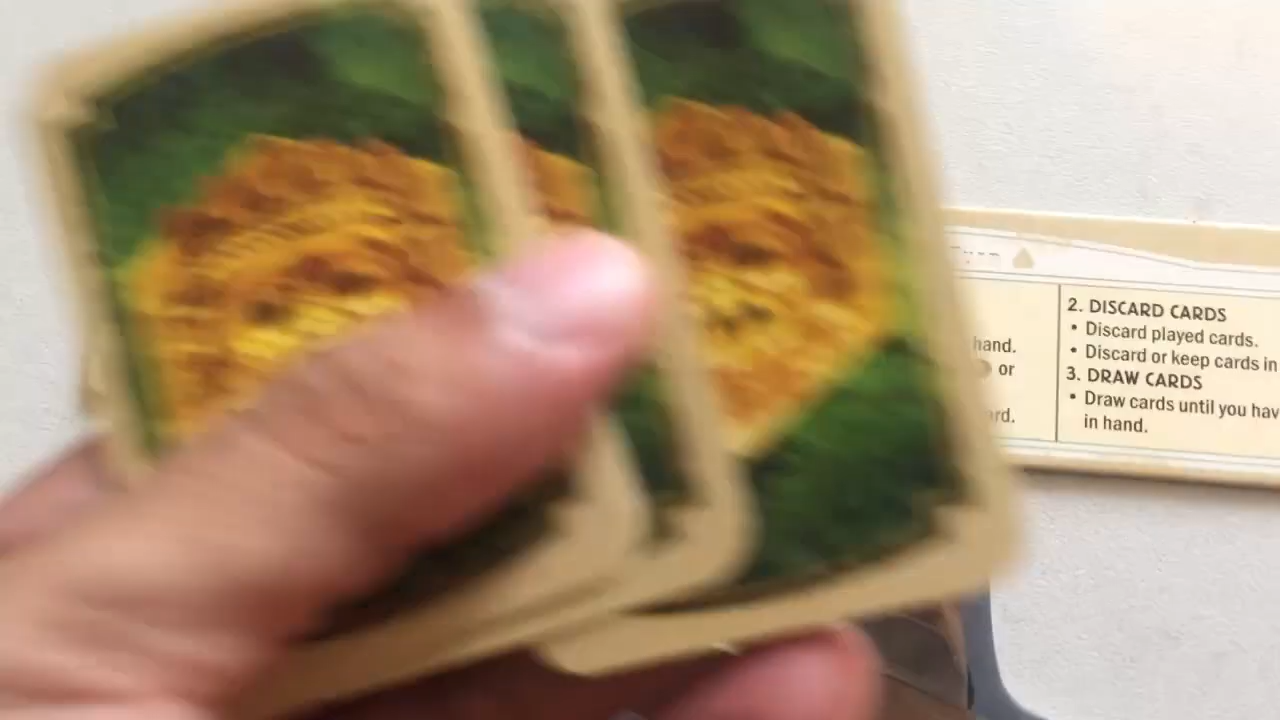 hand.
or
ard.
2. DISCARD CARDS
• Discard played cards.
• Discard or keep cards in
3. DRAW CARDS
• Draw cards until you hav
in hand.